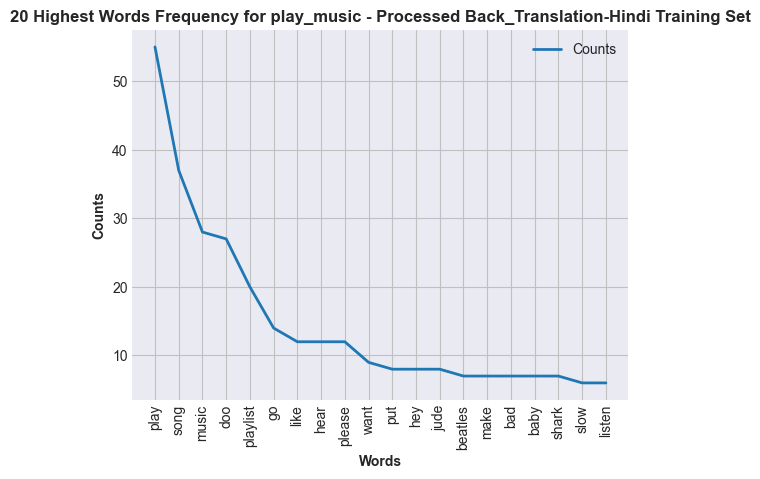 20 Highest Words Frequency for play_music - Processed Back_Translation-Hindi Training Set
Counts
50
40
30
20
10
Counts
play
song
music
doo
playlist
go
like
hear
please
want
put
hey
jude
beatles
make
bad
baby
shark
slow
listen
Words